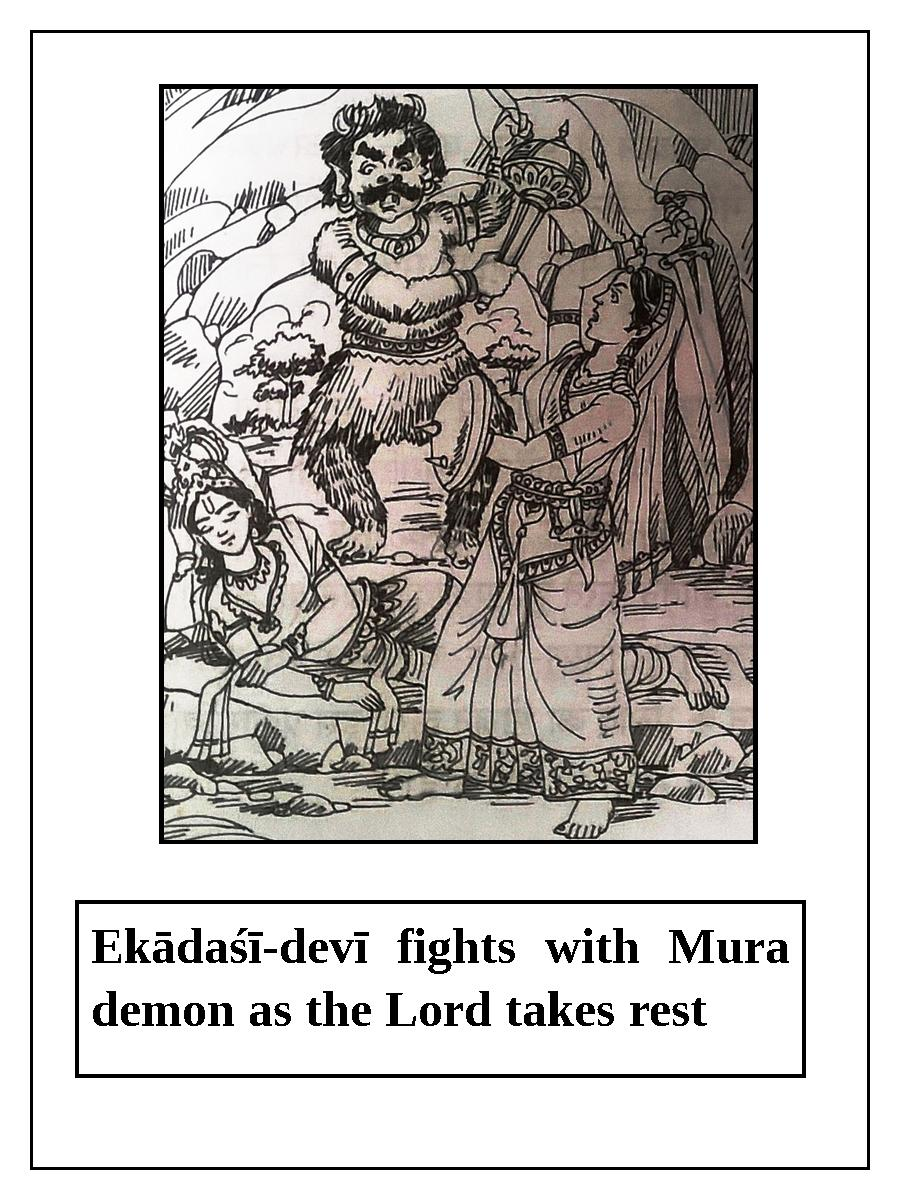 Ekādaśī-devī fights with Mura
demon as the Lord takes rest